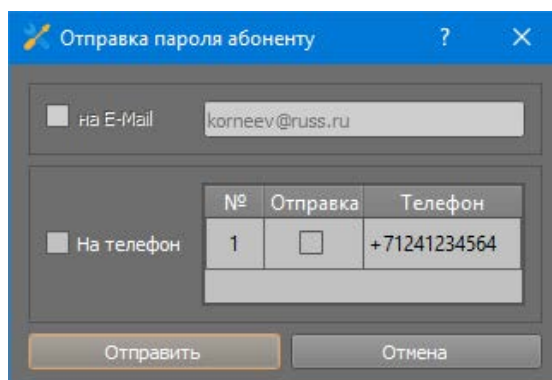 Отправка пароля абоненту ?
на E-Mail korneev@russ.ru
№ Отправка Телефон
На телефон 1 +71241234564
Отправить Отмена